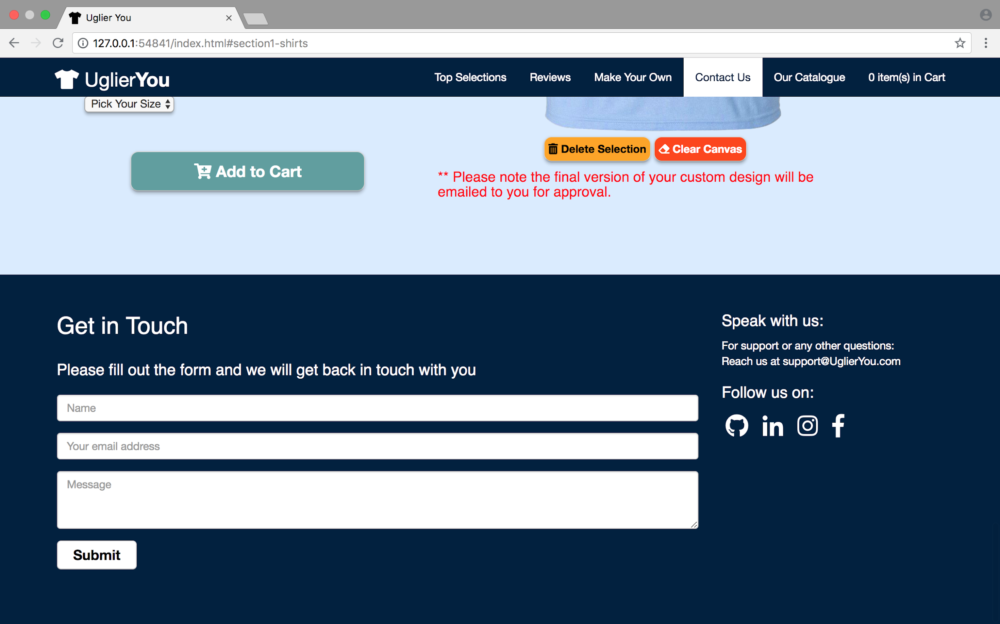 Uglier You
127.0.0.1:54841/index.html#section1-shirts
UglierYou
Top Selections
Reviews
Make Your Own
Contact Us
Our Catalogue
0 item(s) in Cart
Pick Your Size
Add to Cart
Delete Selection
Clear Canvas
** Please note the final version of your custom design will be
emailed to you for approval.
Get in Touch
Please fill out the form and we will get back in touch with you
Name
Your email address
Message
Submit
Speak with us:
For support or any other questions:
Reach us at support@UglierYou.com
Follow us on: